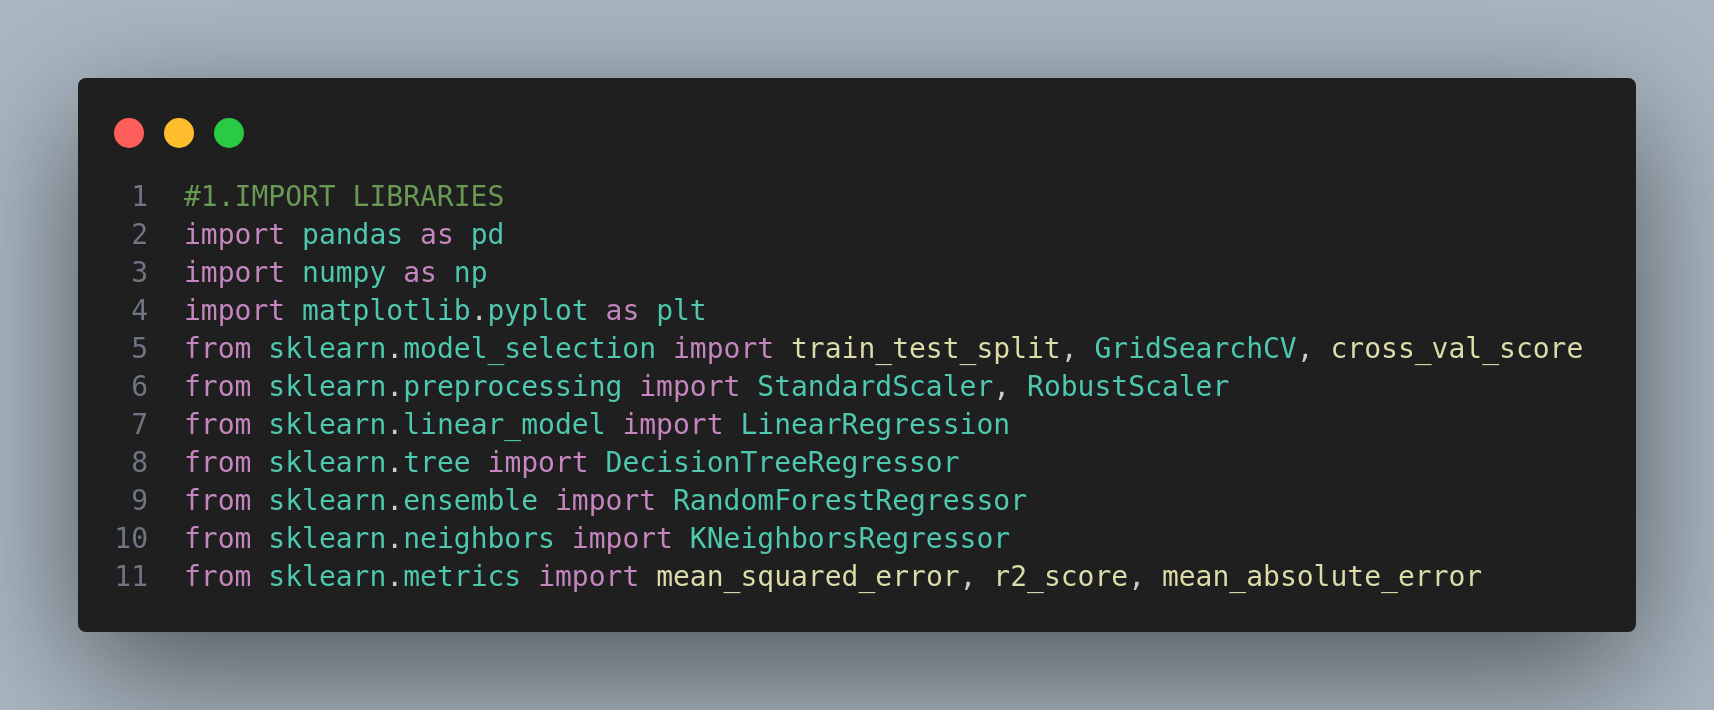 1 #1.IMPORT LIBRARIES
2 import pandas as pd
3 import numpy as np
4 import matplotlib.pyplot as plt
5 from sklearn.model_selection import train_test_split, GridSearchCV, cross_val_score
6 from sklearn.preprocessing import StandardScaler, RobustScaler
7 from sklearn.linear_model import LinearRegression
8 from sklearn.tree import DecisionTreeRegressor
9 from sklearn.ensemble import RandomForestRegressor
10 from sklearn.neighbors import KNeighborsRegressor
11 from sklearn.metrics import mean_squared_error, r2_score, mean_absolute_error